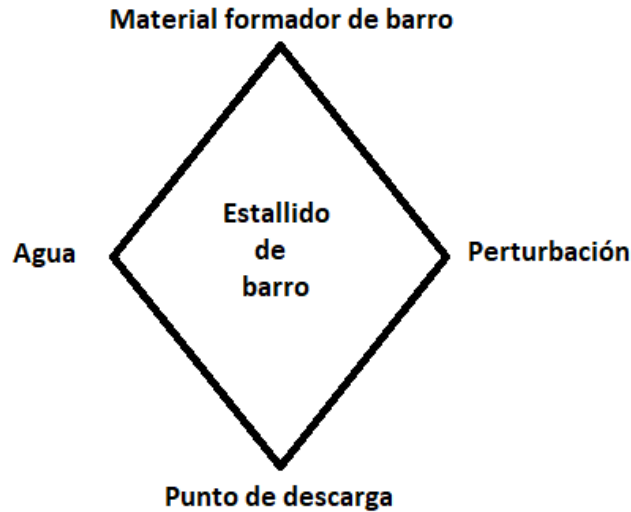 Material formador de barro
Estallido
de
barro
Agua
Perturbación
Punto de descarga